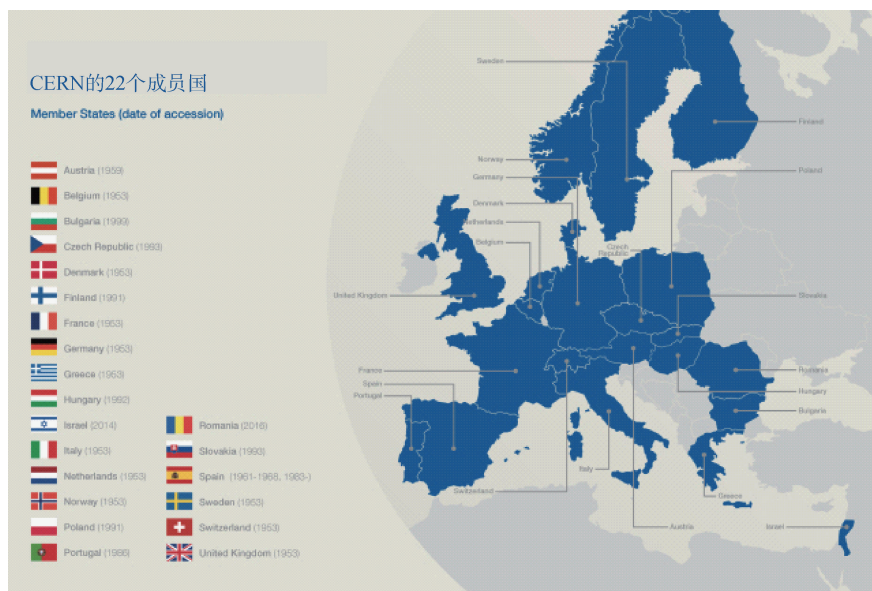 CERN的22个成员国
Member States (date of accession)
Austria (1959)
Belgium (1953)
Bulgaria (1999)
Czech Republic (1993)
Denmark (1953)
Finland (1991)
France (1953)
Germany (1953)
Greece (1953)
Hungary (1992)
Israel (2014)
Italy (1953)
Netherlands (1953)
Norway (1953)
Poland (1991)
Portugal (1986)
Romania (2016)
Slovakia (1993)
Spain (1961-1968, 1983-)
Sweden (1953)
Switzerland (1953)
United Kingdom (1953)
Sweden
Finland
Norway
Poland
Germany
Denmark
Netherlands
Belgium
Czech
Republic
United Kingdom
Slovakia
France
Romania
Spain
Hungary
Portugal
Bulgaria
Italy
Switzerland
Greece
Austria
Israel